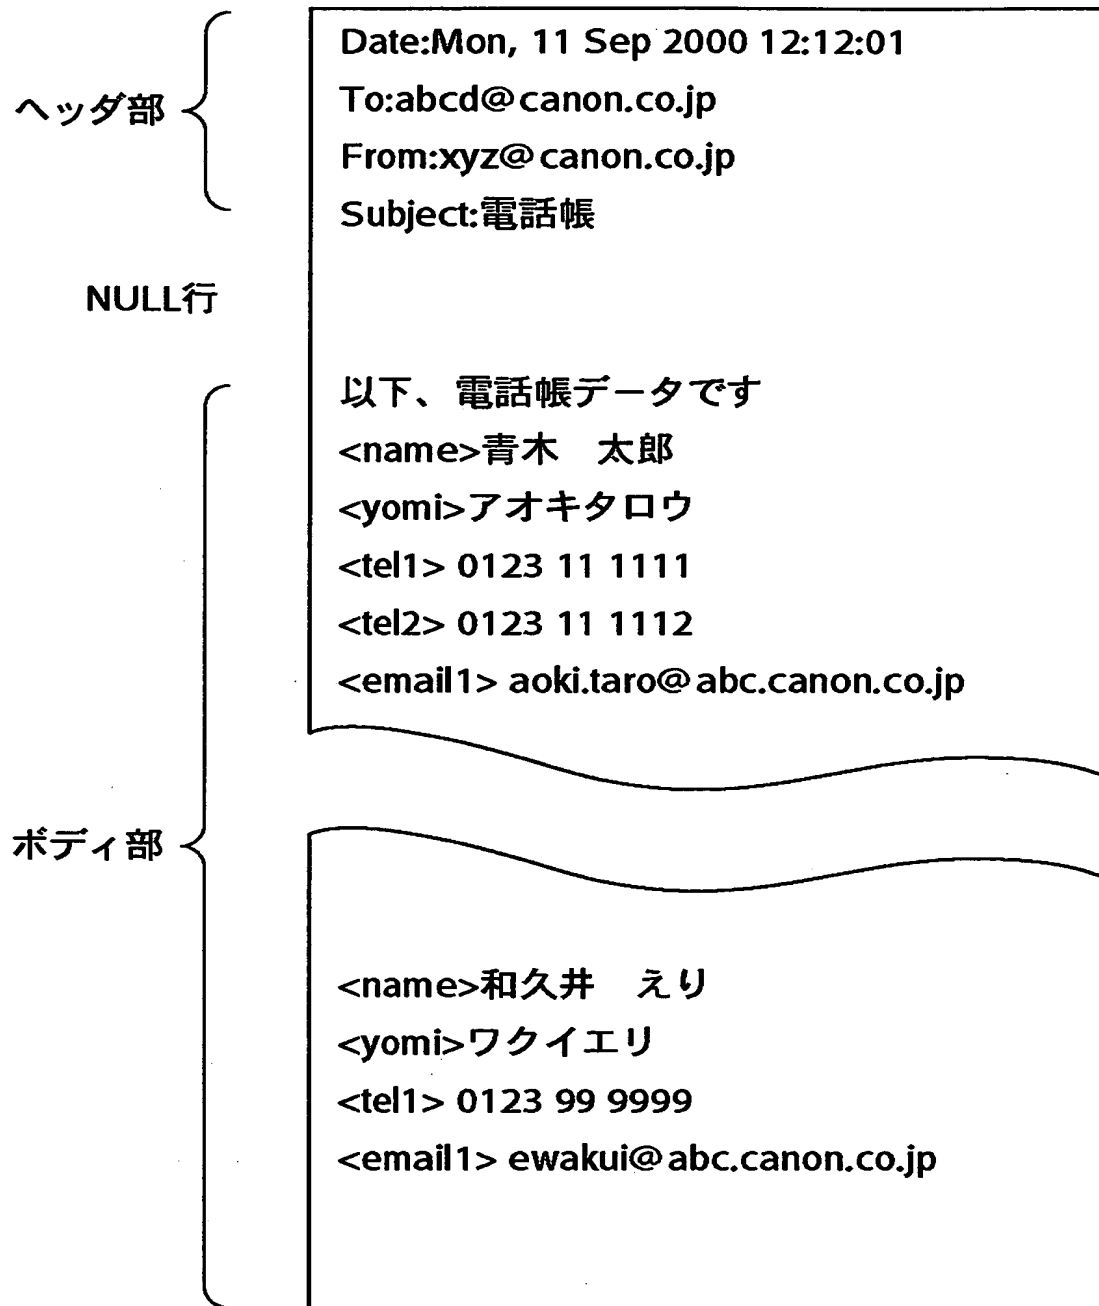 ヘッダ部
Date:Mon, 11 Sep 2000 12:12:01
To:abcd@canon.co.jp
From:xyz@canon.co.jp
Subject:電話帳
NULL行
ボディ部
以下、電話帳データです
<name>青木　太郎
<yomi>アオキタロウ
<tel1> 0123 11 1111
<tel2> 0123 11 1112
<email1> aoki.taro@abc.canon.co.jp
<name>和久井　えり
<yomi>ワクイエリ
<tel1> 0123 99 9999
<email1> ewakui@abc.canon.co.jp